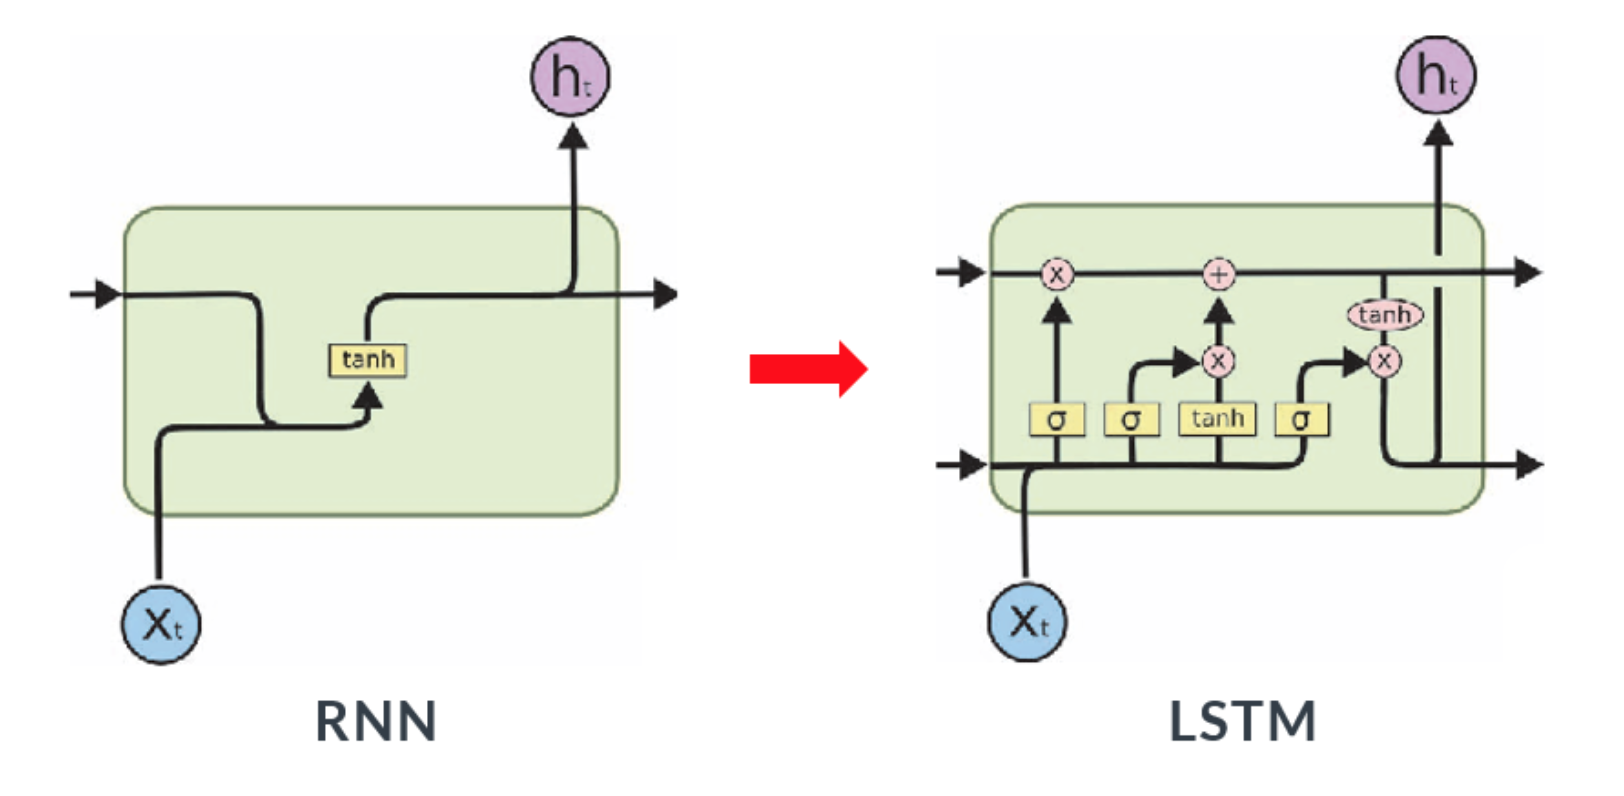 ht
tanh
Xt
RNN
ht
x
+
tanh
x
x
σ
σ
tanh
σ
Xt
LSTM